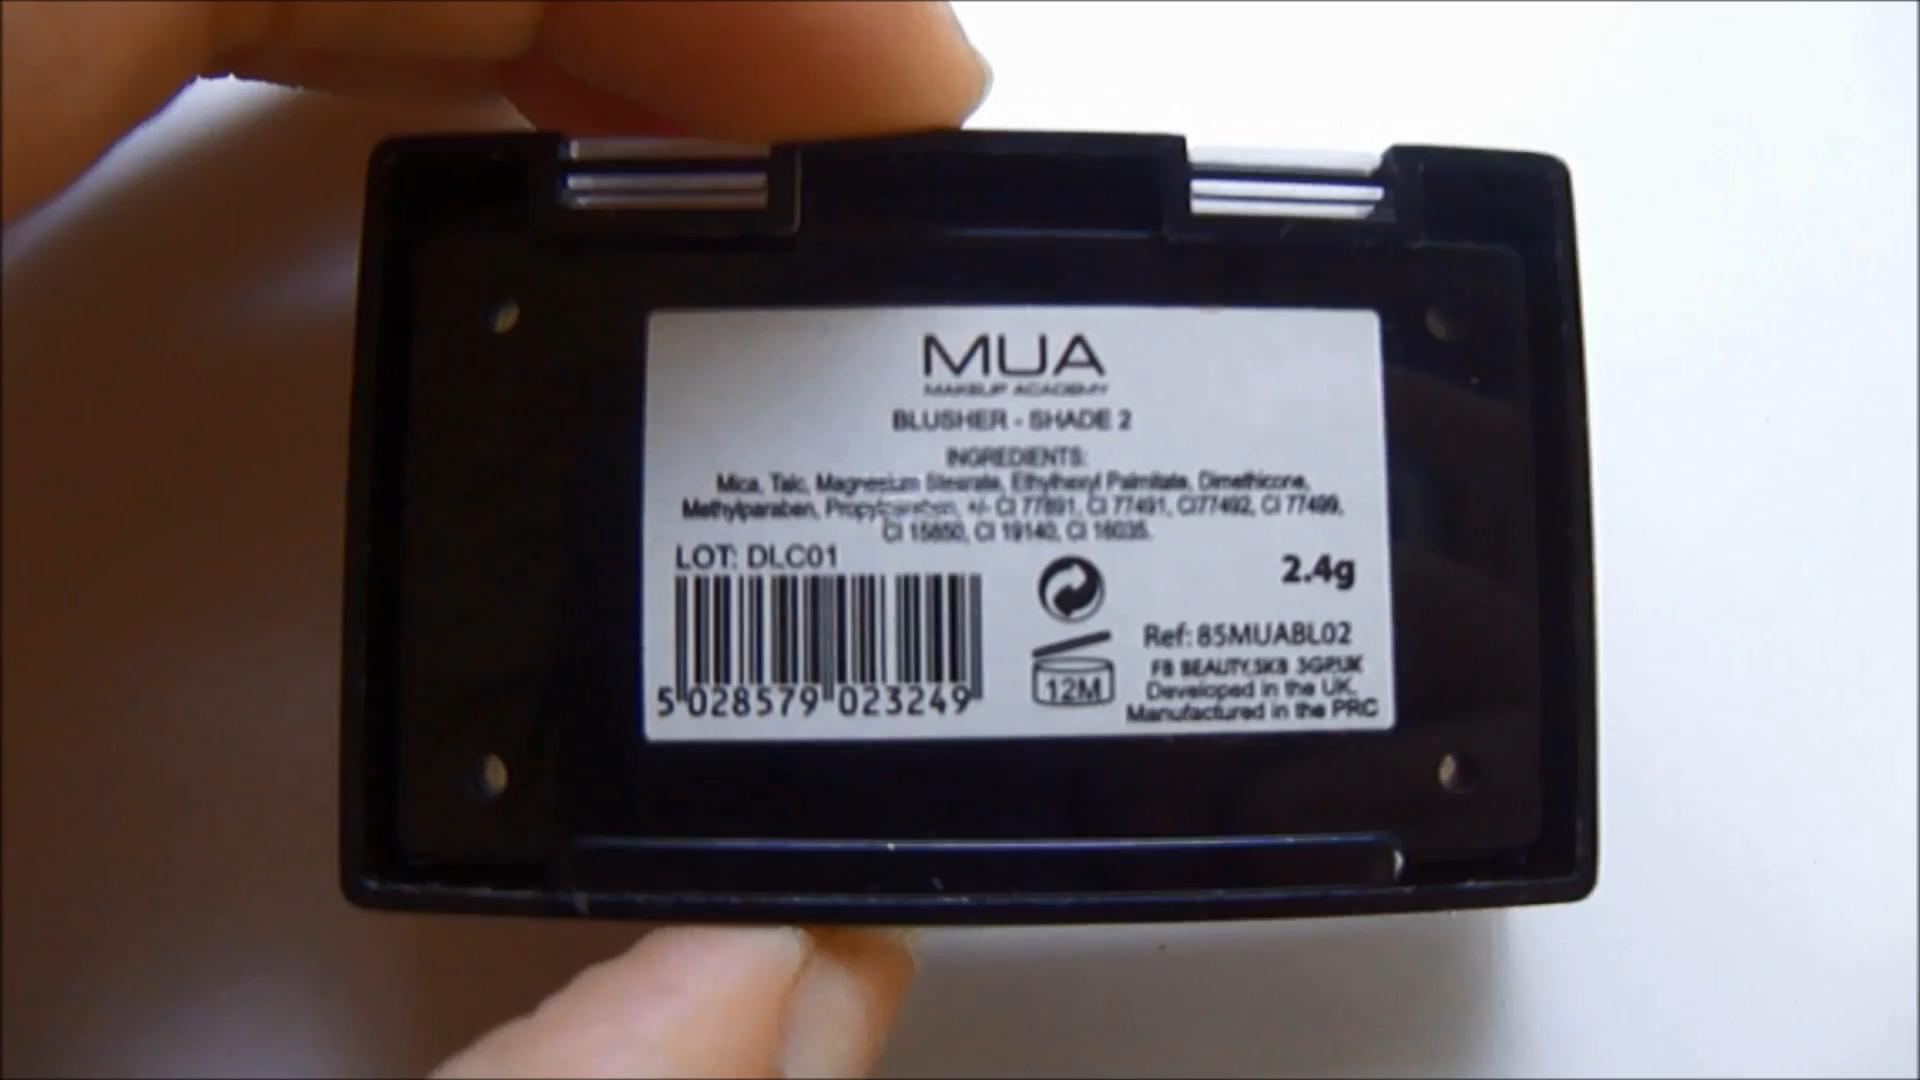 MUA
MAKEUP ACADEMY
BLUSHER - SHADE 2
INGREDIENTS:
Mica, Talc, Magnesium Stearate, Ethylhexyl Palmitate, Dimethicone,
Methylparaben, Propylparaben, +/- CI 77891, CI 77491, CI77492, CI 77499,
CI 15850, CI 19140, CI 16035.
LOT: DLC01
2.4g
5 028579 023249
12M
Ref: 85MUABL02
FB BEAUTY,SK8 3GP.UK
Developed in the UK.
Manufactured in the PRC